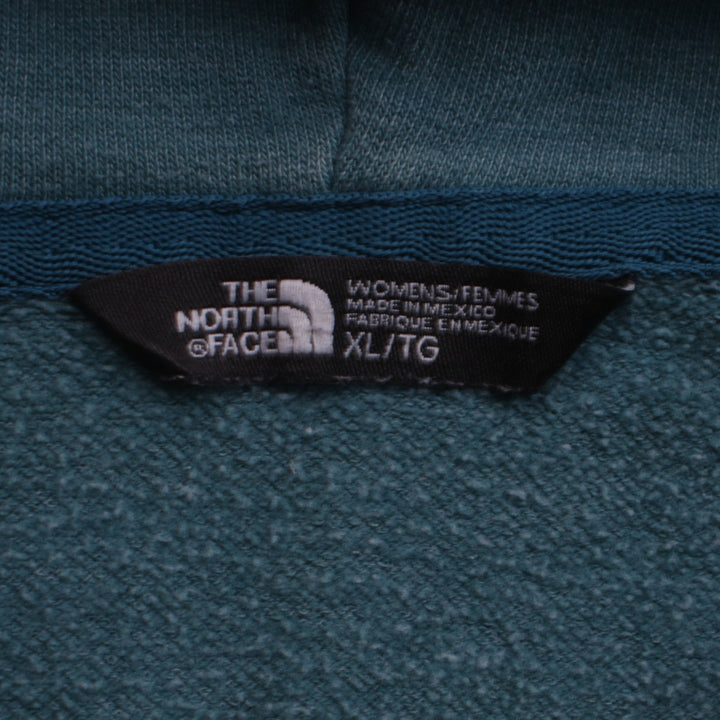 THE
NORTH
FACE
WOMENS/FEMMES
MADE IN MEXICO
FABRIQUE EN MEXIQUE
XL/TG